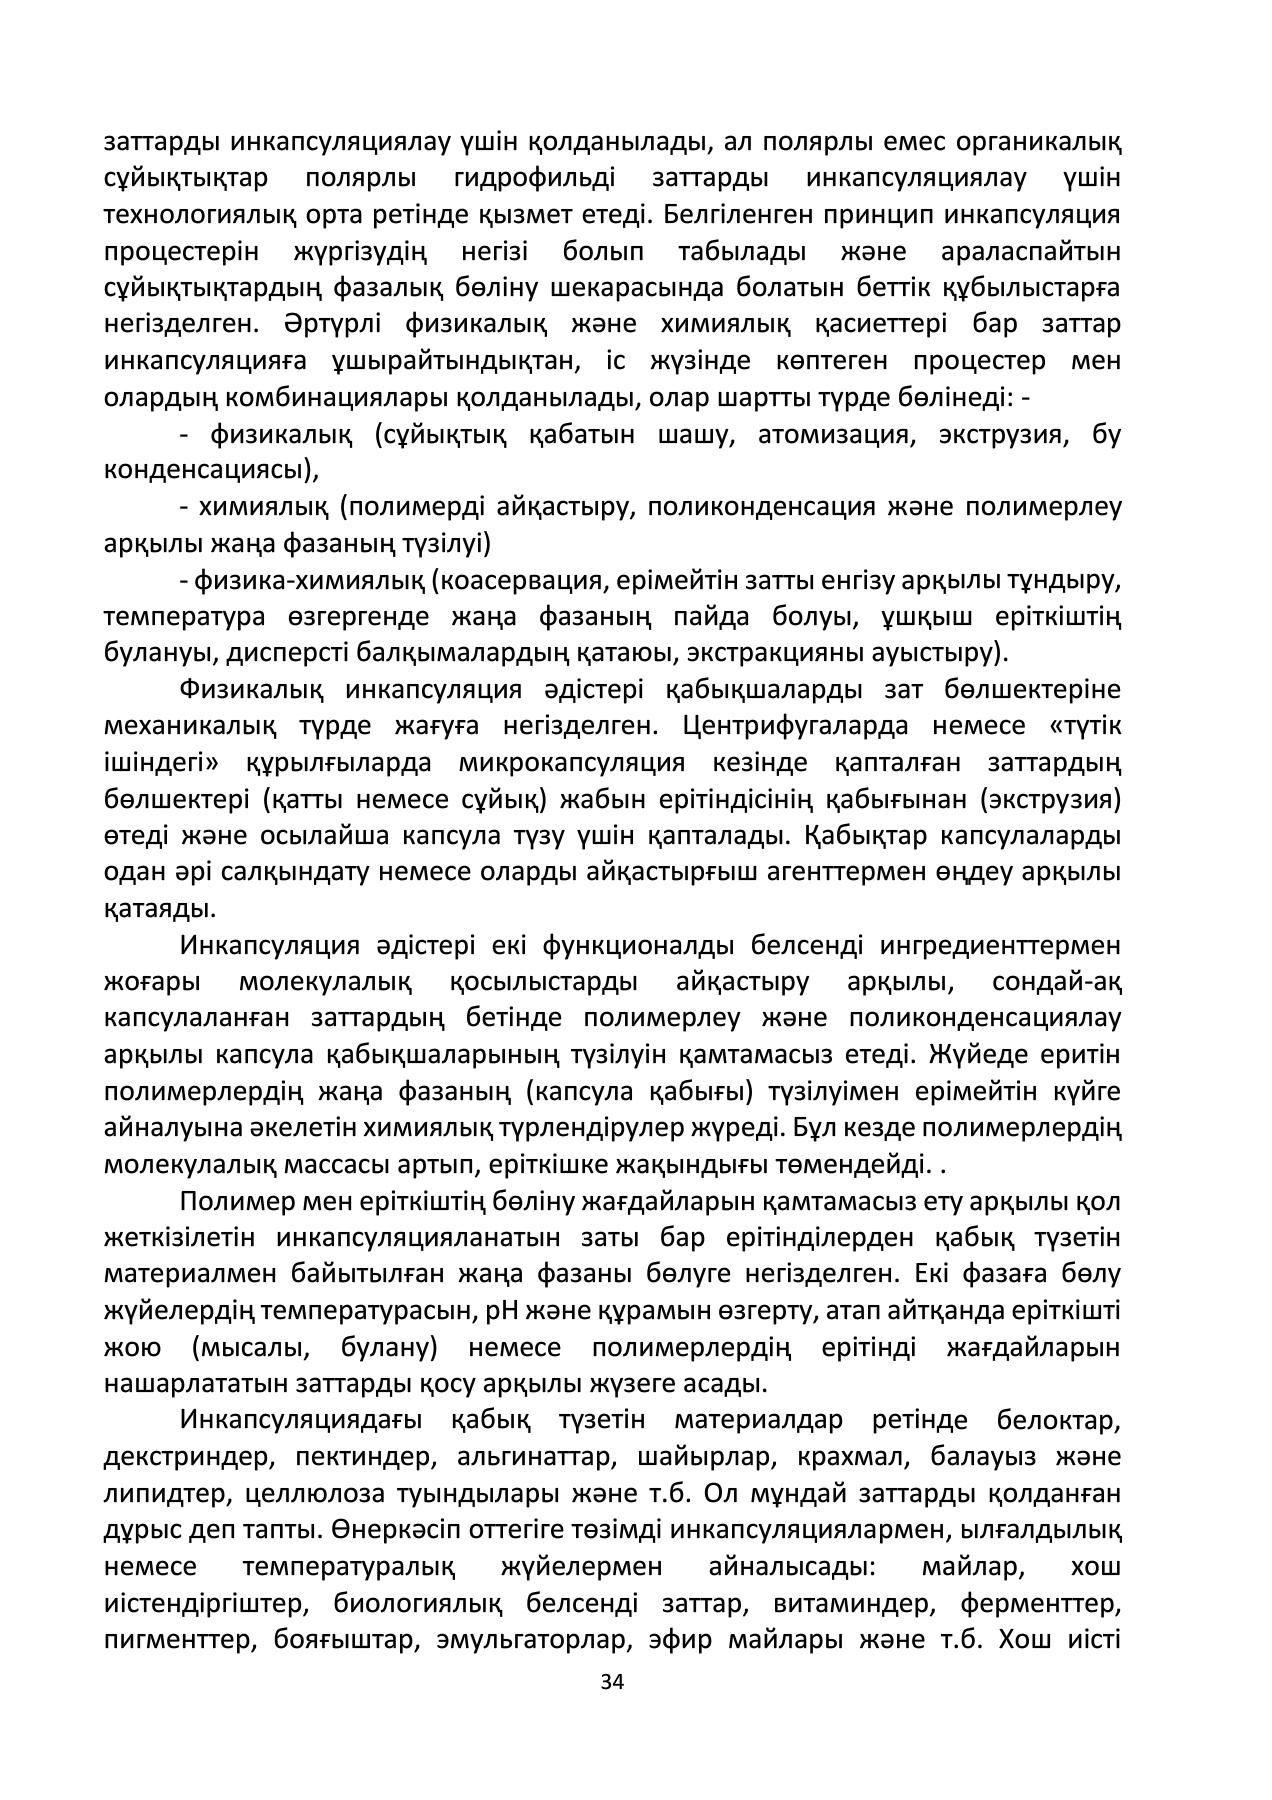 заттарды инкапсуляциялау үшін қолданылады, ал полярлы емес органикалық
сұйықтықтар полярлы гидрофильді заттарды инкапсуляциялау үшін
технологиялық орта ретінде қызмет етеді. Белгіленген принцип инкапсуляция
процестерін жүргізудің негізі болып табылады және араласпайтын
сұйықтықтардың фазалық бөліну шекарасында болатын беттік құбылыстарға
негізделген. Әртүрлі физикалық және химиялық қасиеттері бар заттар
инкапсуляцияға ұшырайтындықтан, іс жүзінде көптеген процестер мен
олардың комбинациялары қолданылады, олар шартты түрде бөлінеді: -
- физикалық (сұйықтық қабатын шашу, атомизация, экструзия, бу
конденсациясы),
- химиялық (полимерді айқастыру, поликонденсация және полимерлеу
арқылы жаңа фазаның түзілуі)
- физика-химиялық (коасервация, ерімейтін затты енгізу арқылы тұндыру,
температура өзгергенде жаңа фазаның пайда болуы, ұшқыш еріткіштің
булануы, дисперсті балқымалардың қатаюы, экстракцияны ауыстыру).
Физикалық инкапсуляция әдістері қабықшаларды зат бөлшектеріне
механикалық түрде жағуға негізделген. Центрифугаларда немесе «түтік
ішіндегі» құрылғыларда микрокапсуляция кезінде қапталған заттардың
бөлшектері (қатты немесе сұйық) жабын ерітіндісінің қабығынан (экструзия)
өтеді және осылайша капсула түзу үшін қапталады. Қабықтар капсулаларды
одан әрі салқындату немесе оларды айқастырғыш агенттермен өңдеу арқылы
қатаяды.
Инкапсуляция әдістері екі функционалды белсенді ингредиенттермен
жоғары молекулалық қосылыстарды айқастыру арқылы, сондай-ақ
капсулаланған заттардың бетінде полимерлеу және поликонденсациялау
арқылы капсула қабықшаларының түзілуін қамтамасыз етеді. Жүйеде еритін
полимерлердің жаңа фазаның (капсула қабығы) түзілуімен ерімейтін күйге
айналуына әкелетін химиялық түрлендірулер жүреді. Бұл кезде полимерлердің
молекулалық массасы артып, еріткішке жақындығы төмендейді. .
Полимер мен еріткіштің бөліну жағдайларын қамтамасыз ету арқылы қол
жеткізілетін инкапсуляцияланатын заты бар ерітінділерден қабық түзетін
материалмен байытылған жаңа фазаны бөлуге негізделген. Екі фазаға бөлу
жүйелердің температурасын, рН және құрамын өзгерту, атап айтқанда еріткішті
жою (мысалы, булану) немесе полимерлердің ерітінді жағдайларын
нашарлататын заттарды қосу арқылы жүзеге асады.
Инкапсуляциядағы қабық түзетін материалдар ретінде белоктар,
декстриндер, пектиндер, альгинаттар, шайырлар, крахмал, балауыз және
липидтер, целлюлоза туындылары және т.б. Ол мұндай заттарды қолданған
дұрыс деп тапты. Өнеркәсіп оттегіге төзімді инкапсуляциялармен, ылғалдылық
немесе температуралық жүйелермен айналысады: майлар, хош
иістендіргіштер, биологиялық белсенді заттар, витаминдер, ферменттер,
пигменттер, бояғыштар, эмульгаторлар, эфир майлары және т.б. Хош иісті
34